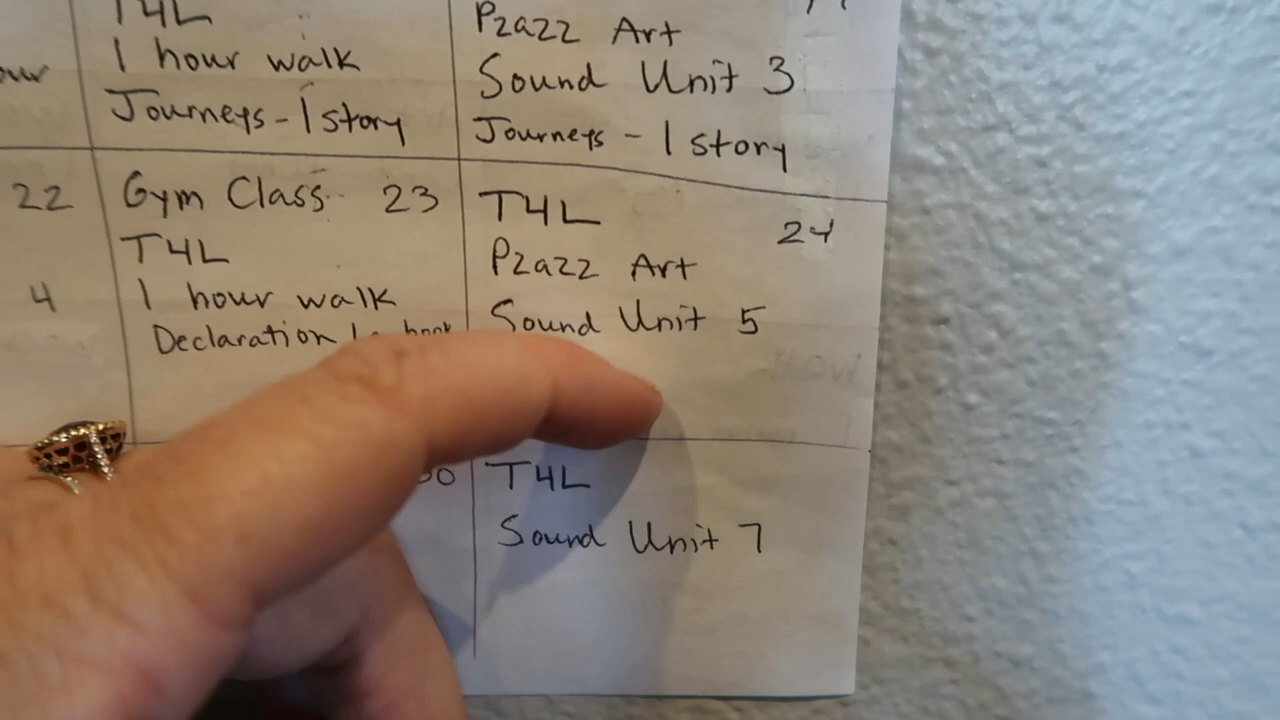 T4L
1 hour walk
Journeys - 1 story
Pzazz Art
Sound Unit 3
Journeys - 1 story
22
4
Gym Class 23
T4L
1 hour walk
Declaration
T4L
24
Pzazz Art
Sound Unit 5
T4L
Sound Unit 7